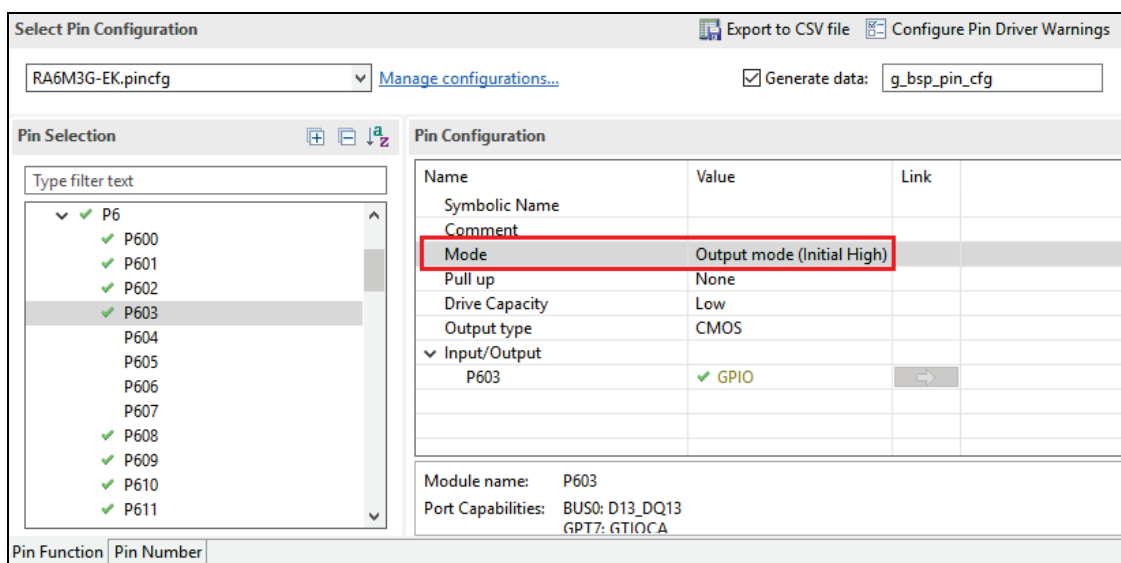 Select Pin Configuration
Export to CSV file
Configure Pin Driver Warnings
RA6M3G-EK.pincfg
Manage configurations...
Generate data:
g_bsp_pin_cfg
Pin Selection
Type filter text
P6
P600
P601
P602
P603
P604
P605
P606
P607
P608
P609
P610
P611
Pin Configuration
Name Value Link
Symbolic Name
Comment
Mode Output mode (Initial High)
Pull up None
Drive Capacity Low
Output type CMOS
Input/Output
P603 GPIO
Module name: P603
Port Capabilities: BUS0: D13_DQ13
GPT7: GTIOCA
Pin Function Pin Number